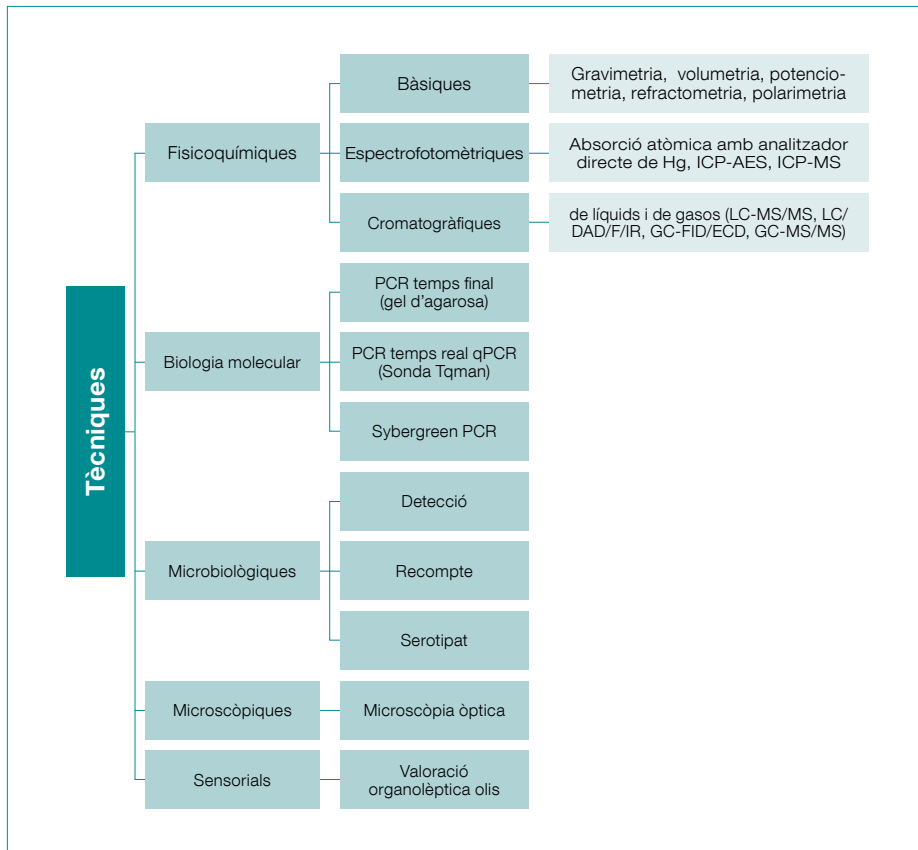 Tècniques
Fisicoquímiques
Bàsiques
Gravimetria, volumetria, potencio-
metria, refractometria, polarimetria
Espectrofotomètriques
Absorció atòmica amb analitzador
directe de Hg, ICP-AES, ICP-MS
Cromatogràfiques
de líquids i de gasos (LC-MS/MS, LC/
DAD/F/IR, GC-FID/ECD, GC-MS/MS)
Biologia molecular
PCR temps final
(gel d'agarosa)
PCR temps real qPCR
(Sonda Tqman)
Sybergreen PCR
Microbiològiques
Detecció
Recompte
Serotipat
Microscòpiques
Microscòpia òptica
Sensorials
Valoració
organolèptica olis